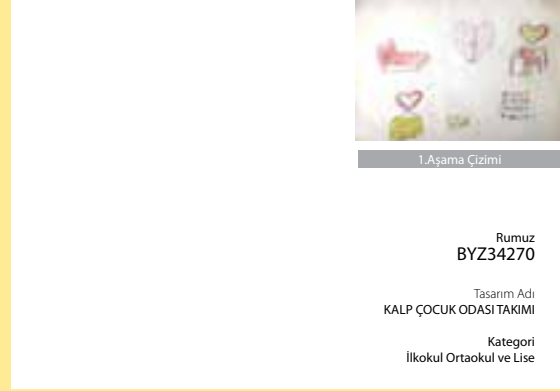 1.Aşama Çizimi
Rumuz
BYZ34270
Tasarım Adı
KALP ÇOCUK ODASI TAKIMI
Kategori
İlkokul Ortaokul ve Lise